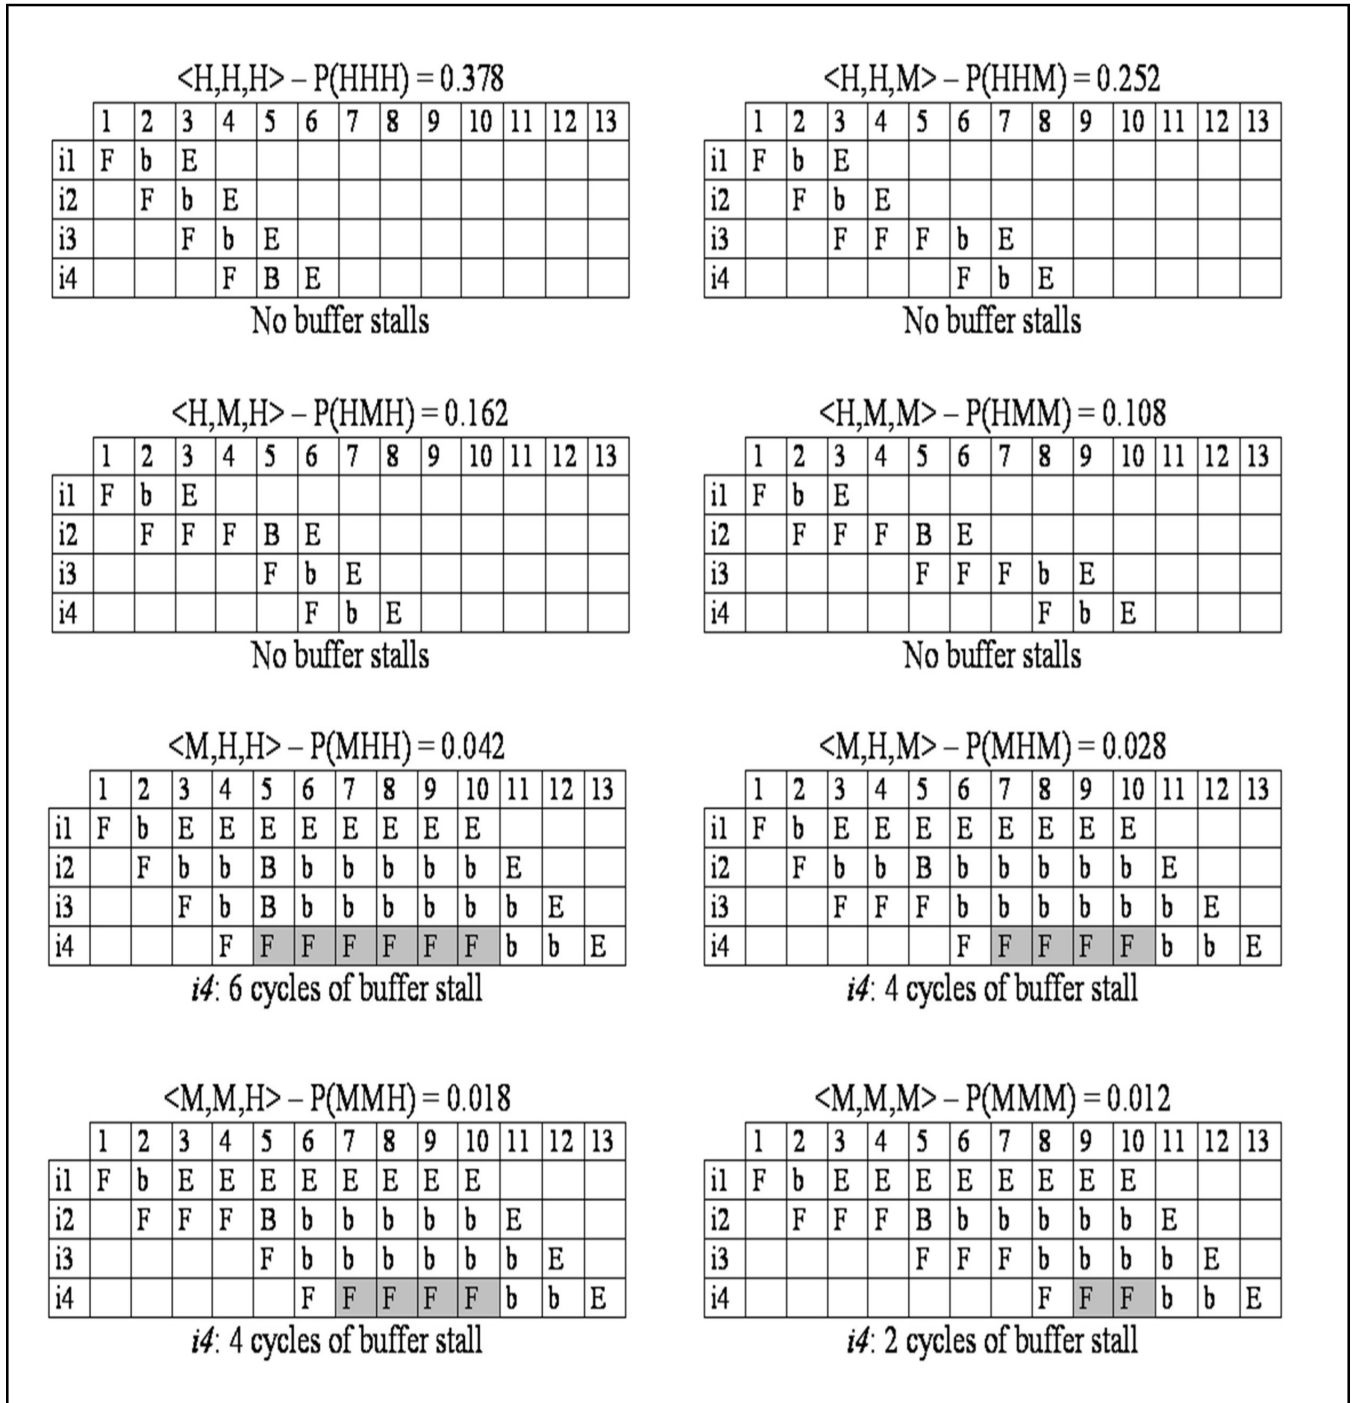 <H,H,H> – P(HHH) = 0.378
1 2 3 4 5 6 7 8 9 10 11 12 13
i1 F b E
i2 F b E
i3 F b E
i4 F B E
No buffer stalls
<H,H,M> – P(HHM) = 0.252
1 2 3 4 5 6 7 8 9 10 11 12 13
i1 F b E
i2 F b E
i3 F F F b E
i4 F b E
No buffer stalls
<H,M,H> – P(HMH) = 0.162
1 2 3 4 5 6 7 8 9 10 11 12 13
i1 F b E
i2 F F F B E
i3 F b E
i4 F b E
No buffer stalls
<H,M,M> – P(HMM) = 0.108
1 2 3 4 5 6 7 8 9 10 11 12 13
i1 F b E
i2 F F F B E
i3 F F F b E
i4 F b E
No buffer stalls
<M,H,H> – P(MHH) = 0.042
1 2 3 4 5 6 7 8 9 10 11 12 13
i1 F b E E E E E E E E
i2 F b b B b b b b b E
i3 F b B b b b b b b E
i4 F F F F F F F b b E
i4: 6 cycles of buffer stall
<M,H,M> – P(MHM) = 0.028
1 2 3 4 5 6 7 8 9 10 11 12 13
i1 F b E E E E E E E E
i2 F b b B b b b b b E
i3 F F F b b b b b b E
i4 F F F F F b b E
i4: 4 cycles of buffer stall
<M,M,H> – P(MMH) = 0.018
1 2 3 4 5 6 7 8 9 10 11 12 13
i1 F b E E E E E E E E
i2 F F F B b b b b b E
i3 F b b b b b b E
i4 F F F F F b b E
i4: 4 cycles of buffer stall
<M,M,M> – P(MMM) = 0.012
1 2 3 4 5 6 7 8 9 10 11 12 13
i1 F b E E E E E E E E
i2 F F F B b b b b b E
i3 F F F b b b b E
i4 F F F b b E
i4: 2 cycles of buffer stall